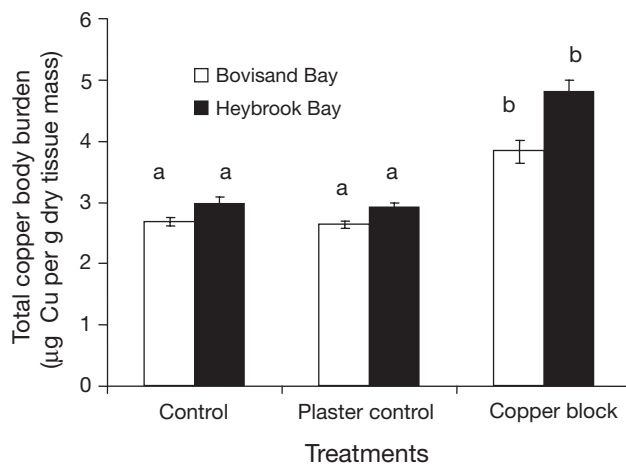 6
5
4
3
2
1
0
Total copper body burden
(µg Cu per g dry tissue mass)
Bovisand Bay
Heybrook Bay
a
a
a
a
b
b
Control
Plaster control
Copper block
Treatments